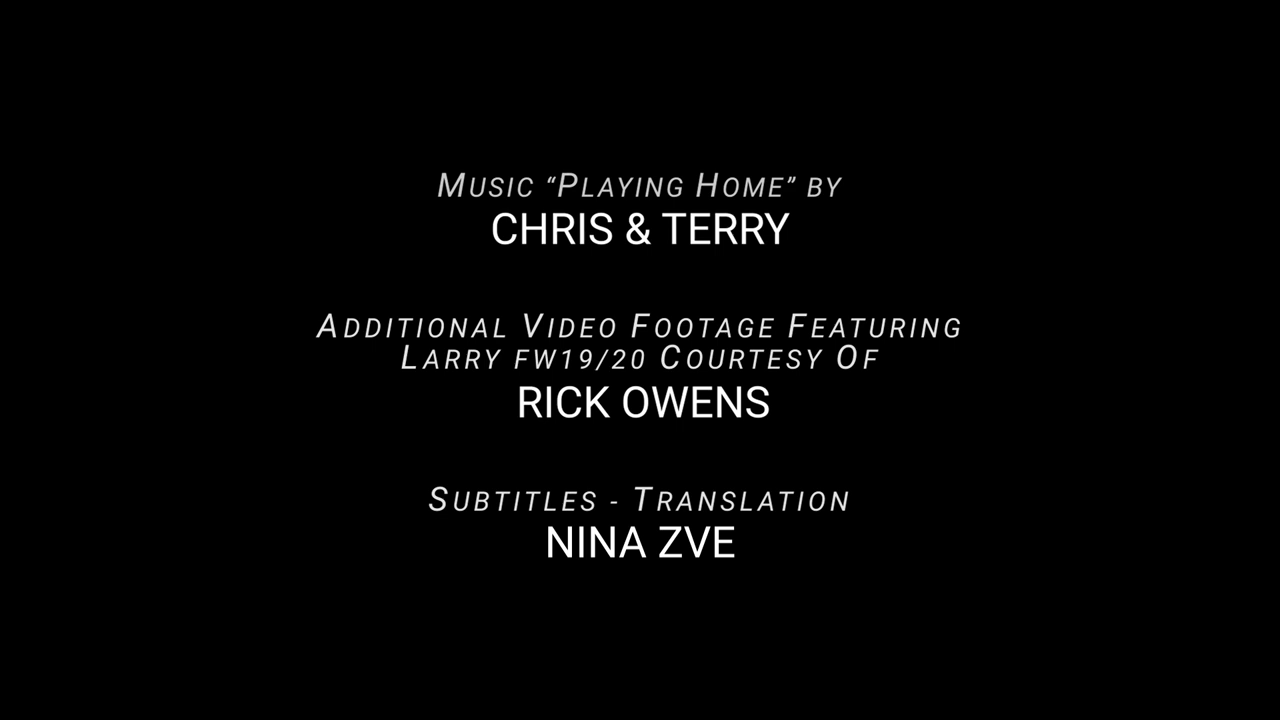 Music “Playing Home” by
CHRIS & TERRY
Additional Video Footage Featuring
Larry fw19/20 Courtesy Of
RICK OWENS
Subtitles - Translation
NINA ZVE